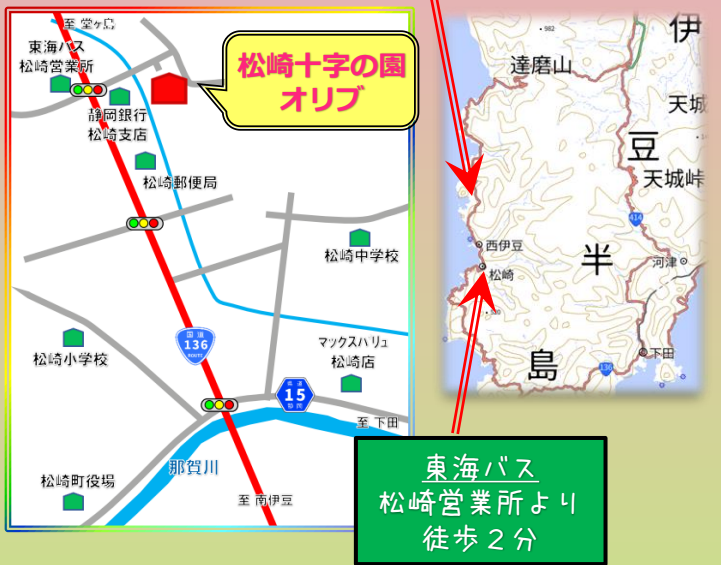 至 堂ヶ島
東海バス
松崎営業所
静岡銀行
松崎支店
松崎十字の園
オリブ
松崎郵便局
松崎中学校
国道
136
ROUTE
松崎小学校
マックスバリュ
松崎店
県道
15
静岡
至 下田
那賀川
松崎町役場
至 南伊豆
982
達磨山
伊
天城
豆
天城峠
414
西伊豆
松崎
半
河津
島
136
下田
東海バス
松崎営業所より
徒歩2分